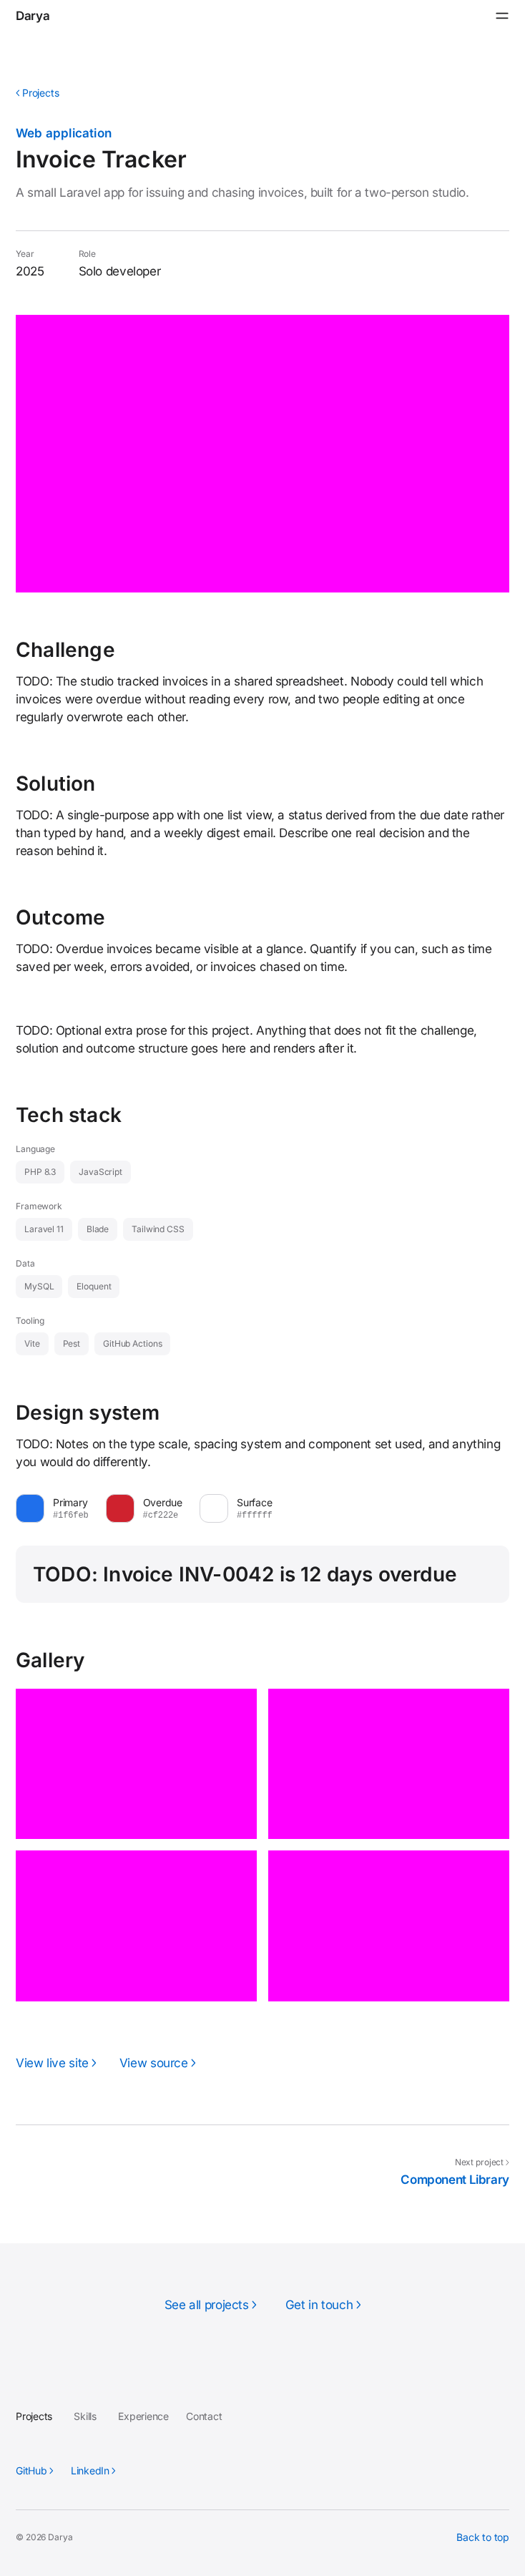 Darya
Projects
Web application
Invoice Tracker
A small Laravel app for issuing and chasing invoices, built for a two-person studio.
Year
Role
2025
Solo developer
Challenge
TODO: The studio tracked invoices in a shared spreadsheet. Nobody could tell which
invoices were overdue without reading every row, and two people editing at once
regularly overwrote each other.
Solution
TODO: A single-purpose app with one list view, a status derived from the due date rather
than typed by hand, and a weekly digest email. Describe one real decision and the
reason behind it.
Outcome
TODO: Overdue invoices became visible at a glance. Quantify if you can, such as time
saved per week, errors avoided, or invoices chased on time.
TODO: Optional extra prose for this project. Anything that does not fit the challenge,
solution and outcome structure goes here and renders after it.
Tech stack
Language
PHP 8.3 JavaScript
Framework
Laravel 11 Blade Tailwind CSS
Data
MySQL Eloquent
Tooling
Vite Pest GitHub Actions
Design system
TODO: Notes on the type scale, spacing system and component set used, and anything
you would do differently.
Primary
#1f6feb
Overdue
#cf222e
Surface
#ffffff
TODO: Invoice INV-0042 is 12 days overdue
Gallery
View live site View source
Next project
Component Library
See all projects Get in touch
Projects Skills Experience Contact
GitHub LinkedIn
© 2026 Darya
Back to top